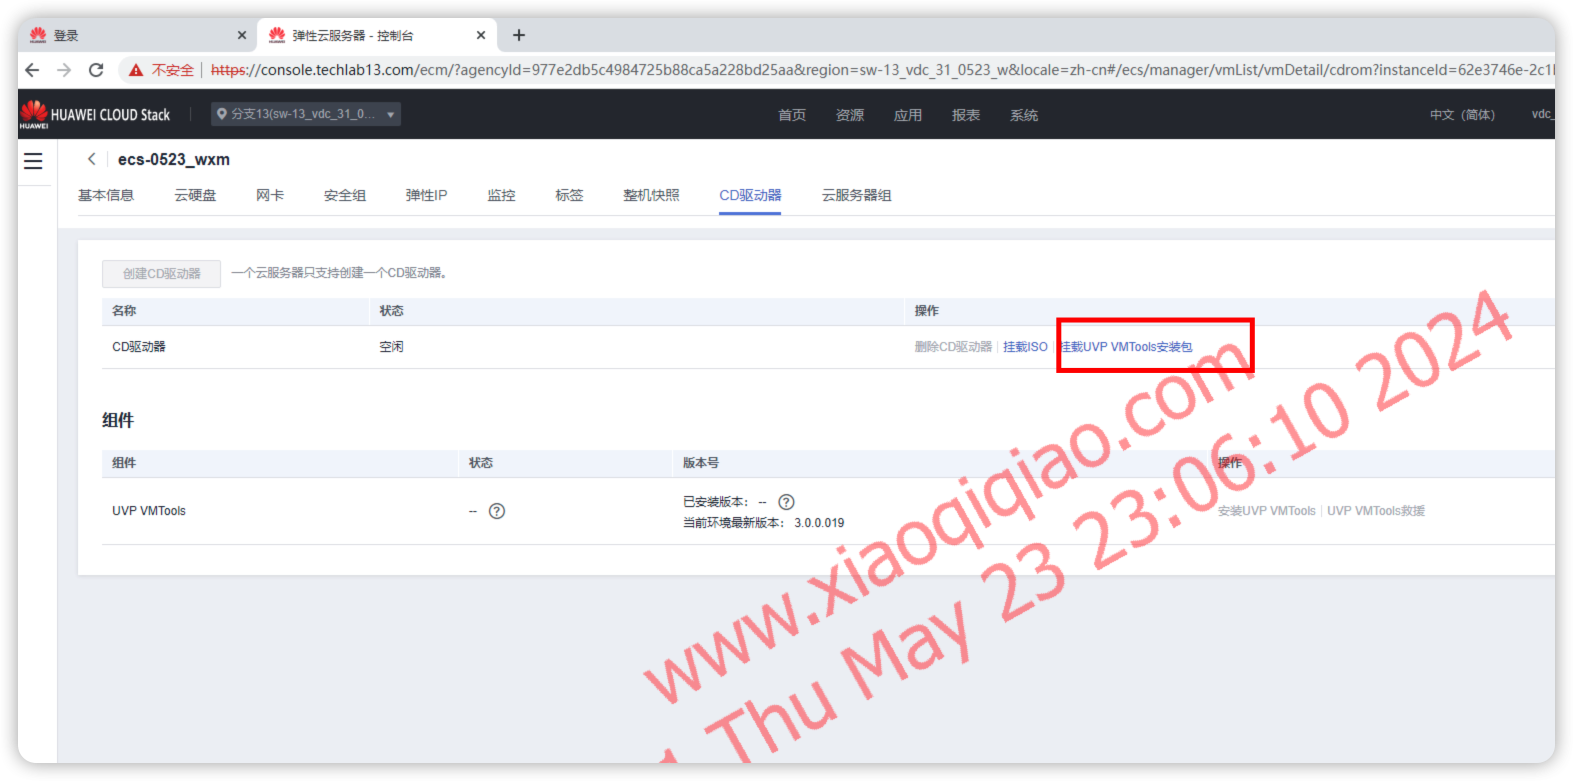 登录
弹性云服务器 - 控制台
不安全 https://console.techlab13.com/ecm/?agencyId=977e2db5c4984725b88ca5a228bd25aa&region=sw-13_vdc_31_0523_w&locale=zh-cn#/ecs/manager/vmList/vmDetail/cdrom?instanceId=62e3746e-2c1
HUAWEI
HUAWEI CLOUD Stack
分支13(sw-13_vdc_31_0...
首页 资源 应用 报表 系统
中文（简体） vdc_
ecs-0523_wxm
基本信息 云硬盘 网卡 安全组 弹性IP 监控 标签 整机快照 CD驱动器 云服务器组
创建CD驱动器 一个云服务器只支持创建一个CD驱动器。
名称 状态 操作
CD驱动器 空闲 删除CD驱动器 挂载ISO 挂载UVP VMTools安装包
组件
组件 状态 版本号 操作
UVP VMTools -- 已安装版本： --
当前环境最新版本： 3.0.0.019
安装UVP VMTools UVP VMTools救援
www.xiaoqiqiao.com
Thu May 23 23:06:10 2024